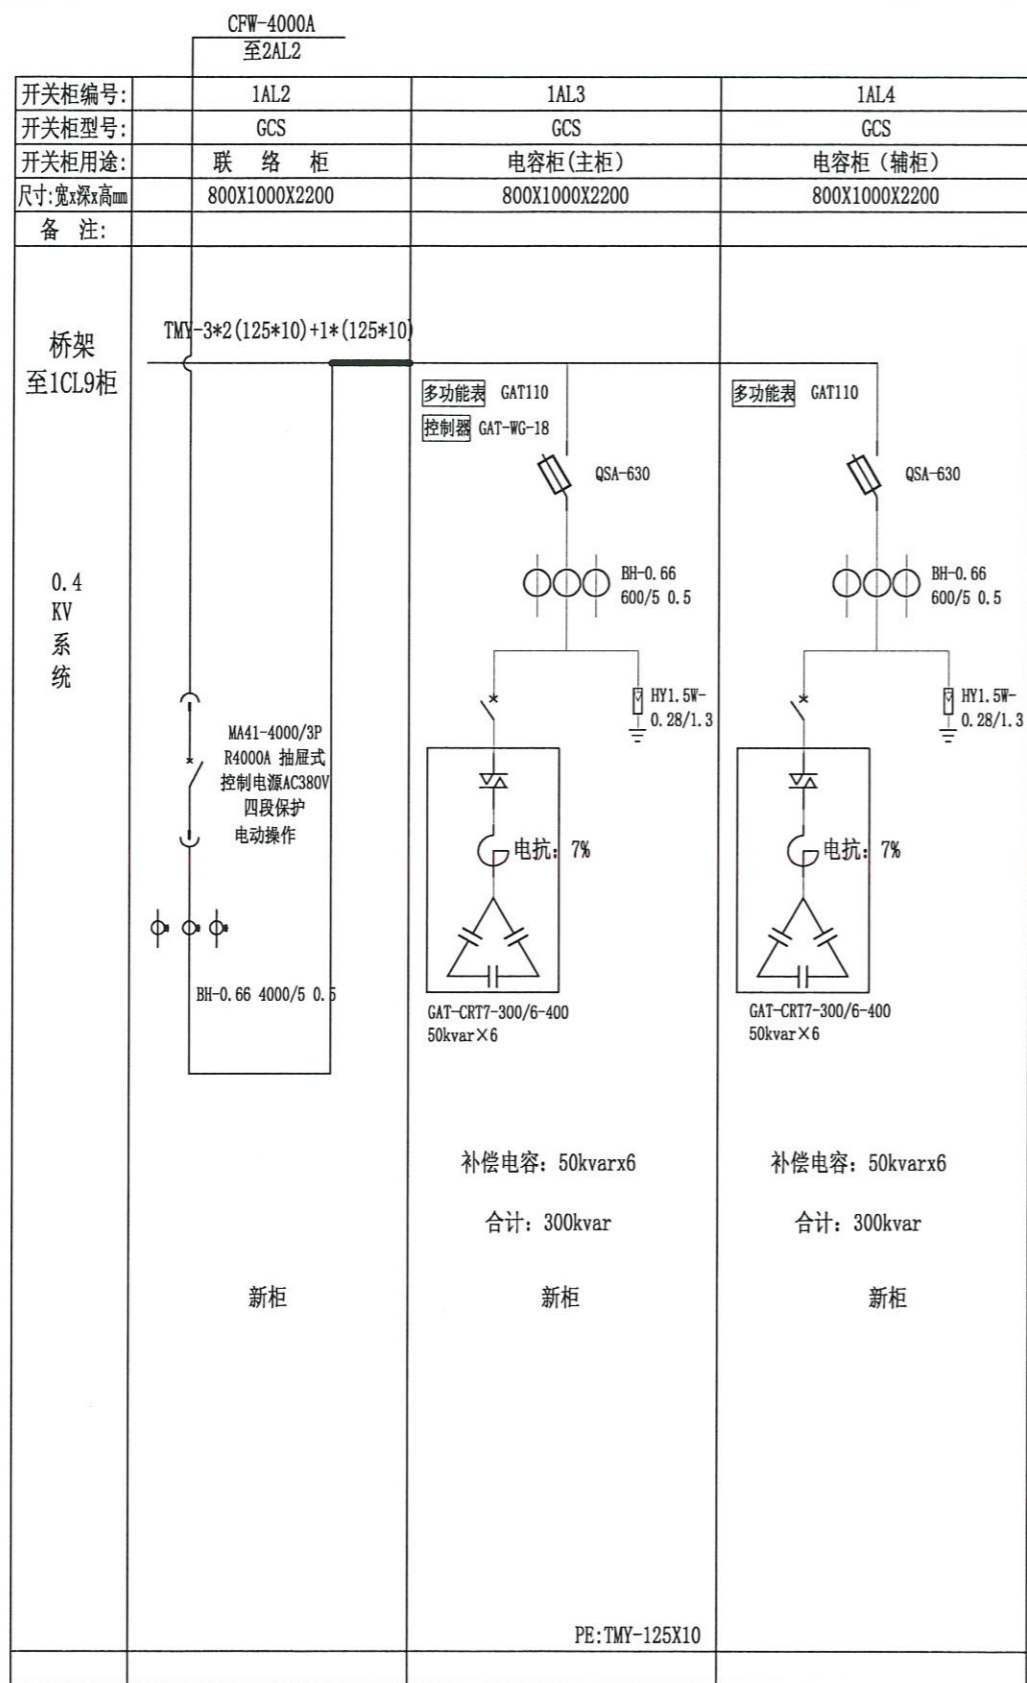 CFW-4000A
至2AL2
开关柜编号: 1AL2 1AL3 1AL4
开关柜型号: GCS GCS GCS
开关柜用途: 联 络 柜 电容柜(主柜) 电容柜(辅柜)
尺寸:宽x深x高mm 800X1000X2200 800X1000X2200 800X1000X2200
备 注:
桥架
至1CL9柜
0.4
KV
系
统
TMY-3*2(125*10)+1*(125*10)
MA41-4000/3P
R4000A 抽屉式
控制电源AC380V
四段保护
电动操作
BH-0.66 4000/5 0.5
新柜
多功能表 GAT110
控制器 GAT-WG-18
QSA-630
BH-0.66
600/5 0.5
HY1.5W-
0.28/1.3
电抗: 7%
GAT-CRT7-300/6-400
50kvar×6
补偿电容: 50kvarx6
合计: 300kvar
新柜
PE:TMY-125X10
多功能表 GAT110
QSA-630
BH-0.66
600/5 0.5
HY1.5W-
0.28/1.3
电抗: 7%
GAT-CRT7-300/6-400
50kvar×6
补偿电容: 50kvarx6
合计: 300kvar
新柜